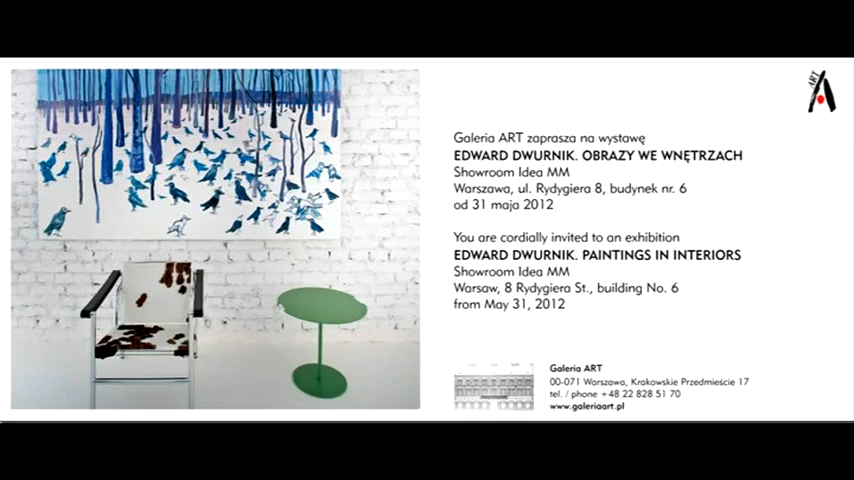 ART
Galeria ART zaprasza na wystawę
EDWARD DWURNIK. OBRAZY WE WNĘTRZACH
Showroom Idea MM
Warszawa, ul. Rydygiera 8, budynek nr. 6
od 31 maja 2012
You are cordially invited to an exhibition
EDWARD DWURNIK. PAINTINGS IN INTERIORS
Showroom Idea MM
Warsaw, 8 Rydygiera St., building No. 6
from May 31, 2012
Galeria ART
00-071 Warszawa, Krakowskie Przedmieście 17
tel. / phone +48 22 828 51 70
www.galeriaart.pl